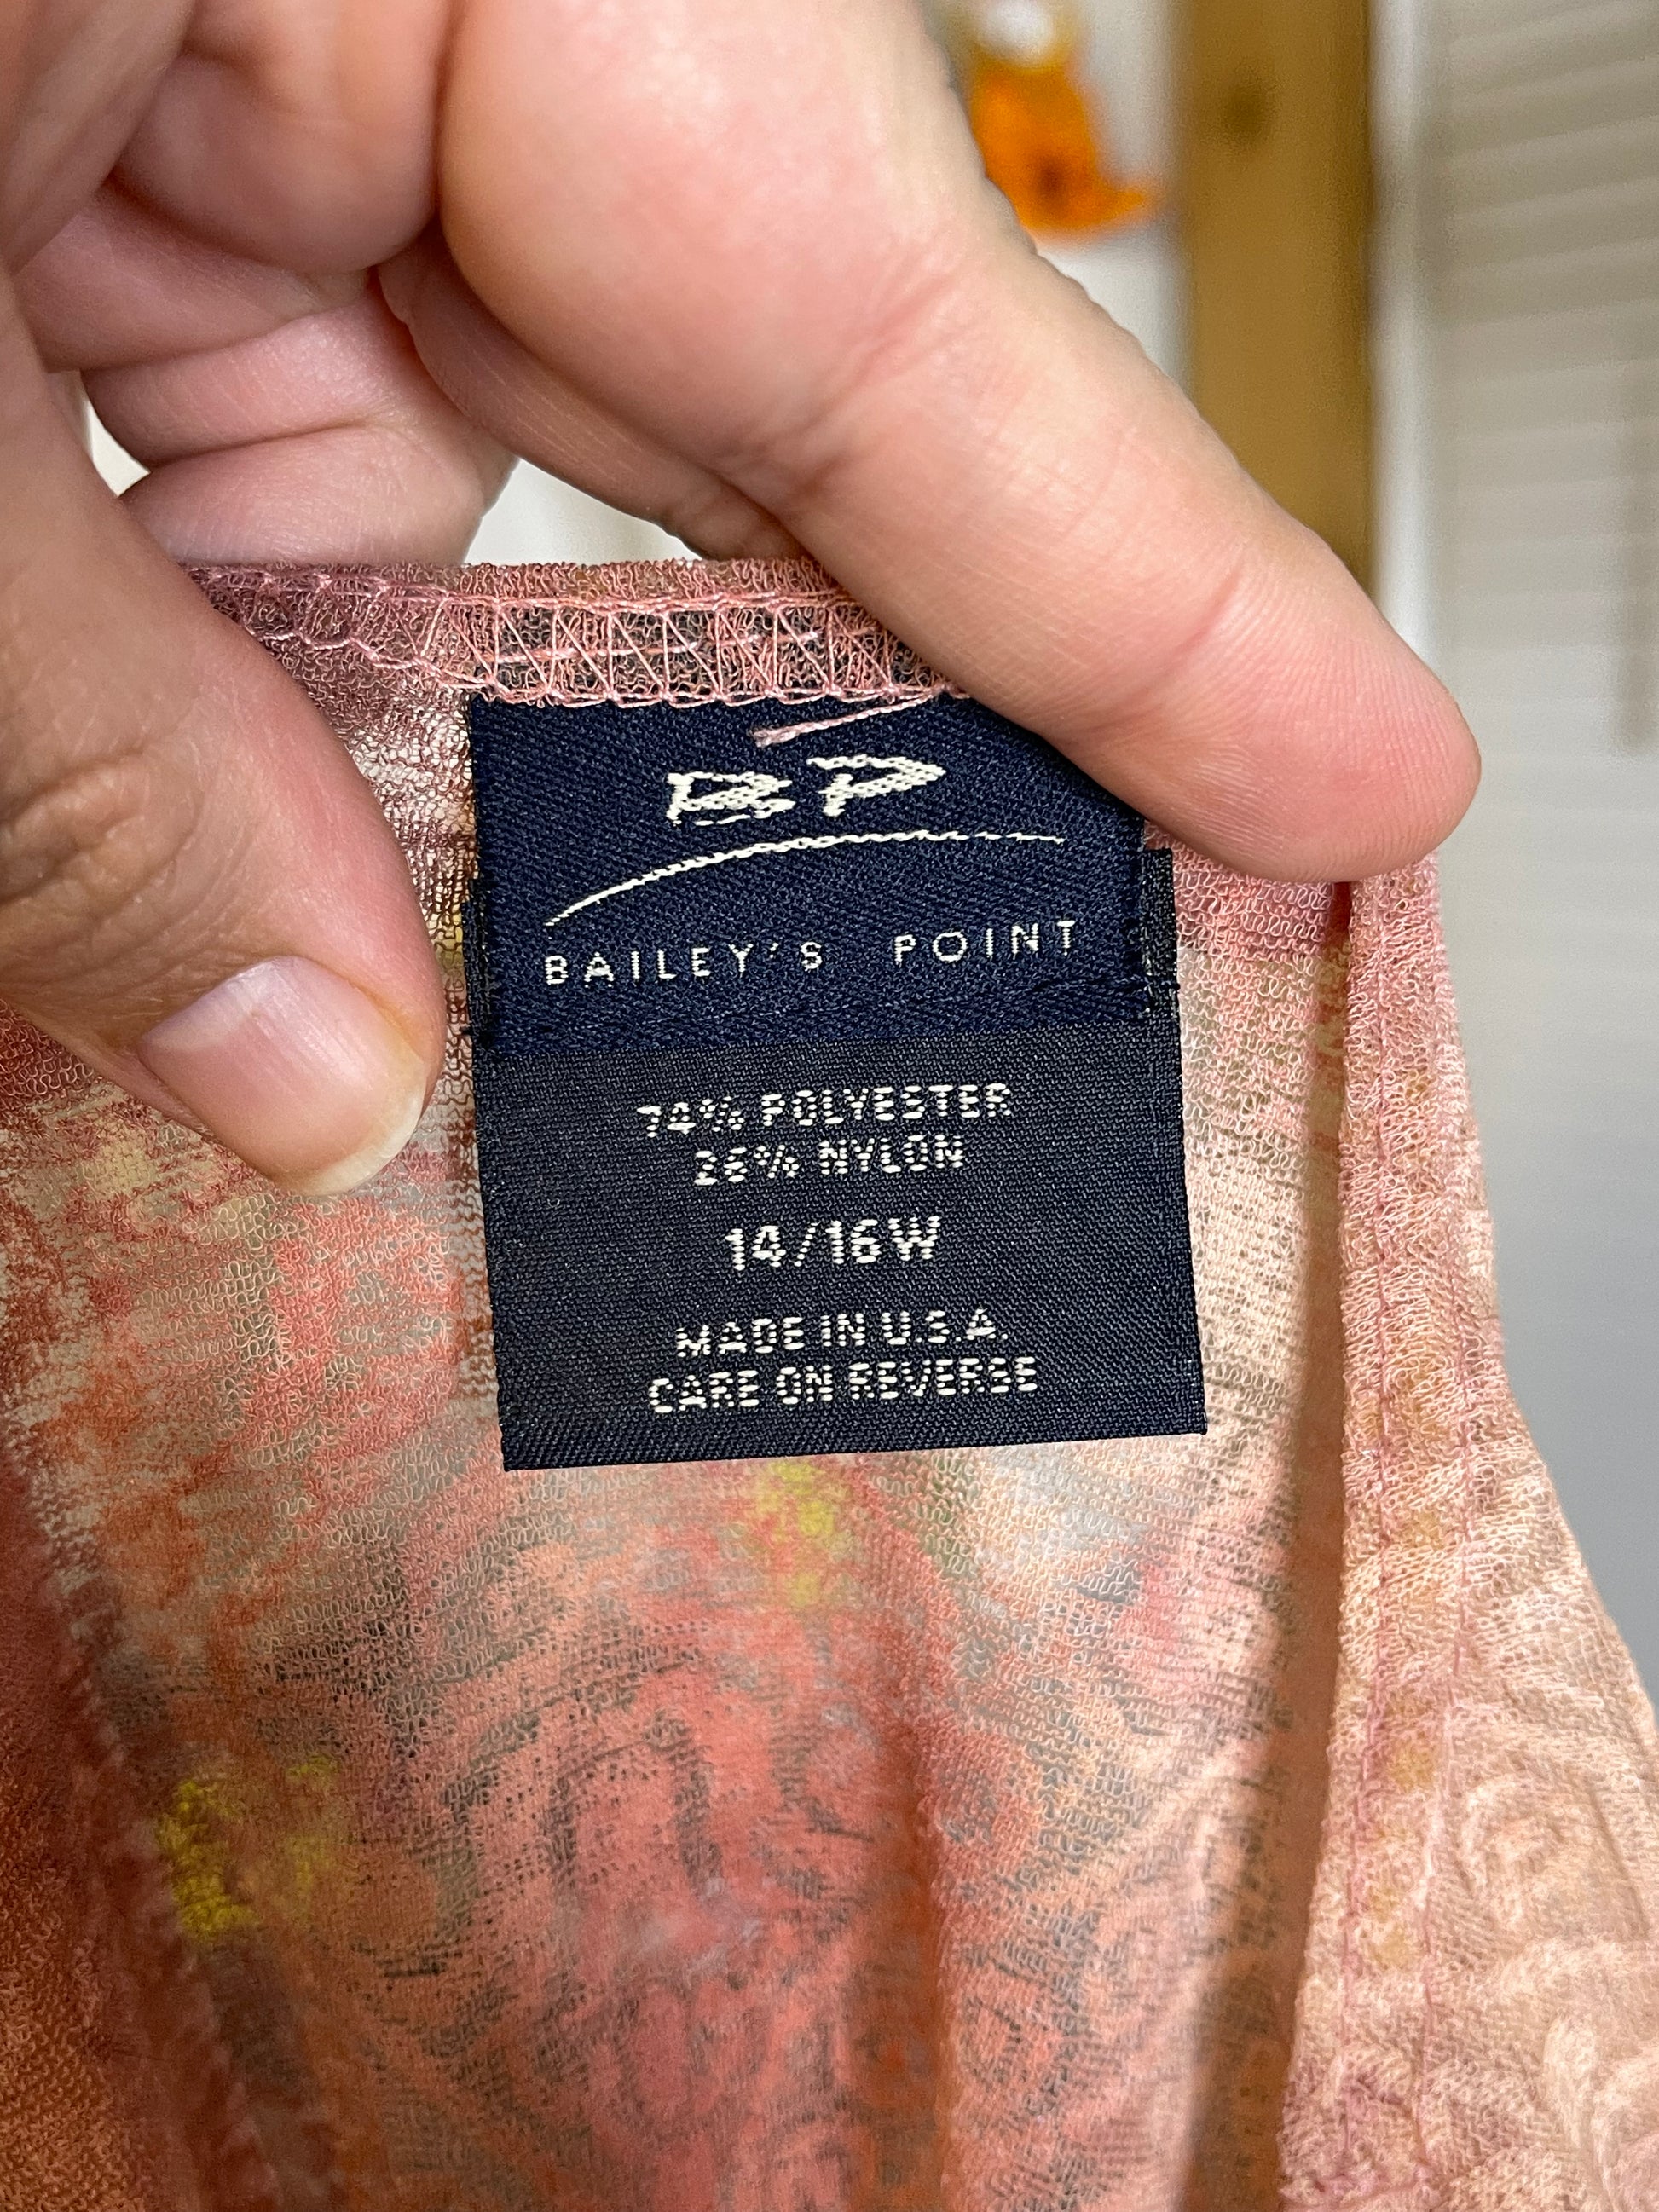 BP
BAILEY'S POINT
74% POLYESTER
26% NYLON
14/16W
MADE IN U.S.A.
CARE ON REVERSE